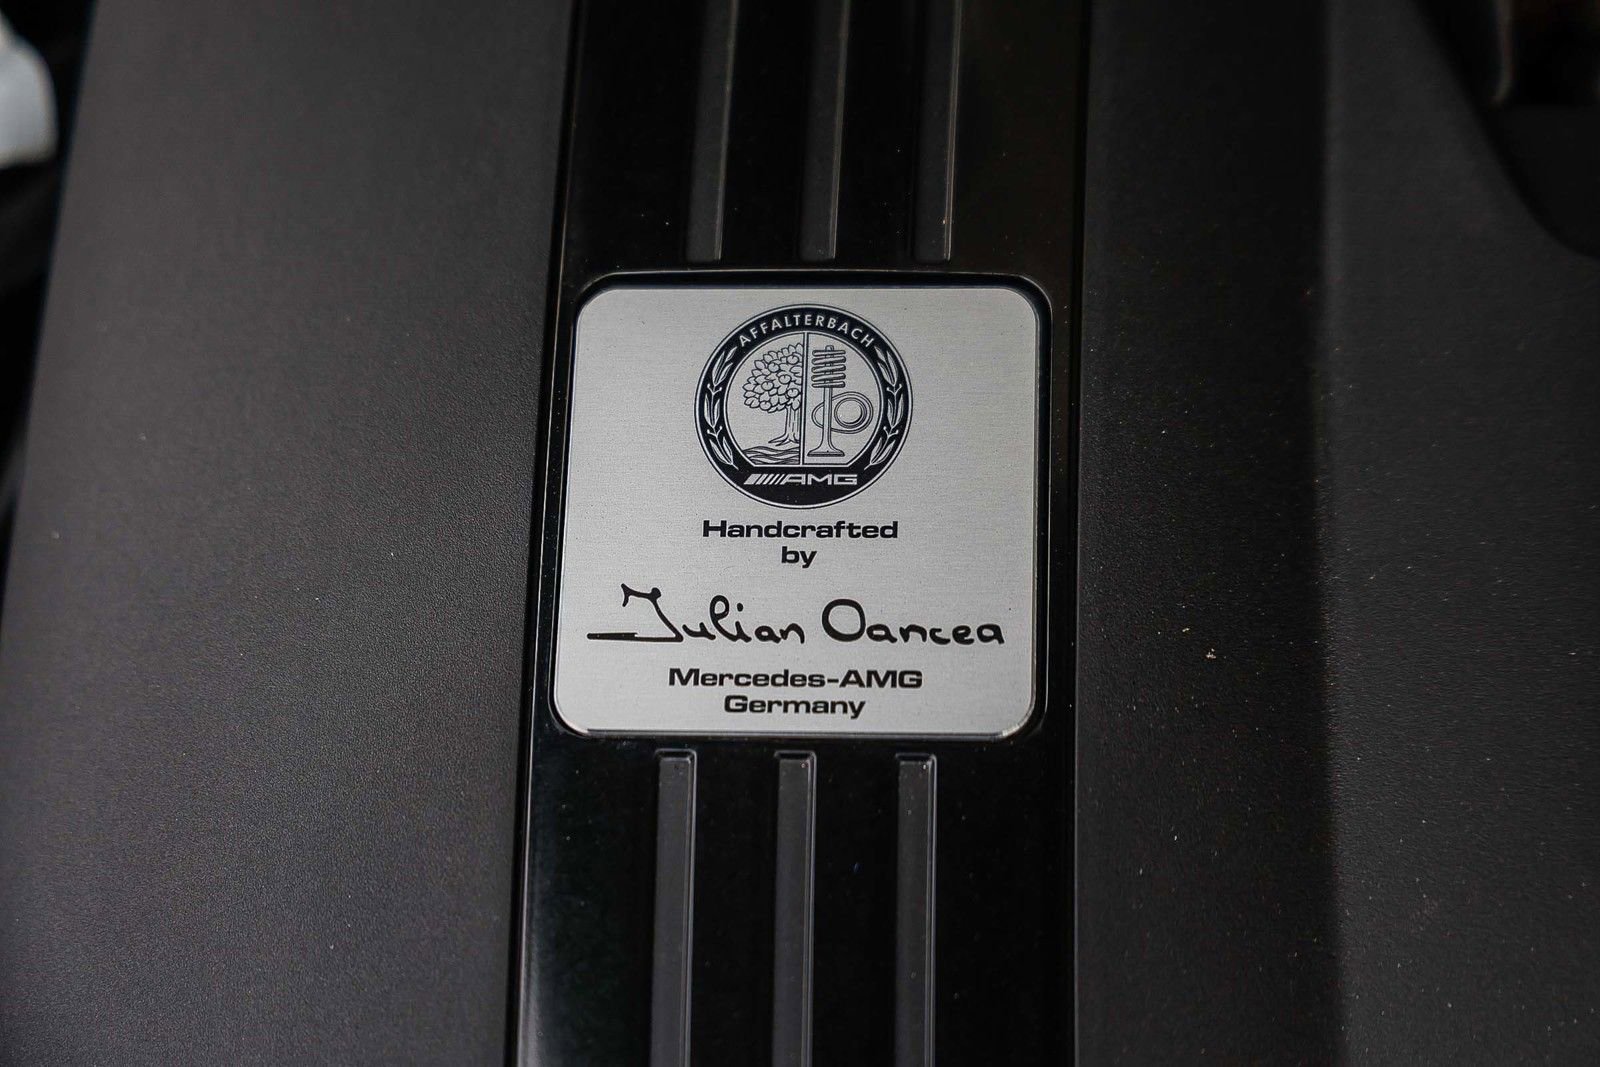 AFFALTERBACH
AMG
Handcrafted
by
Julian Oancea
Mercedes-AMG
Germany